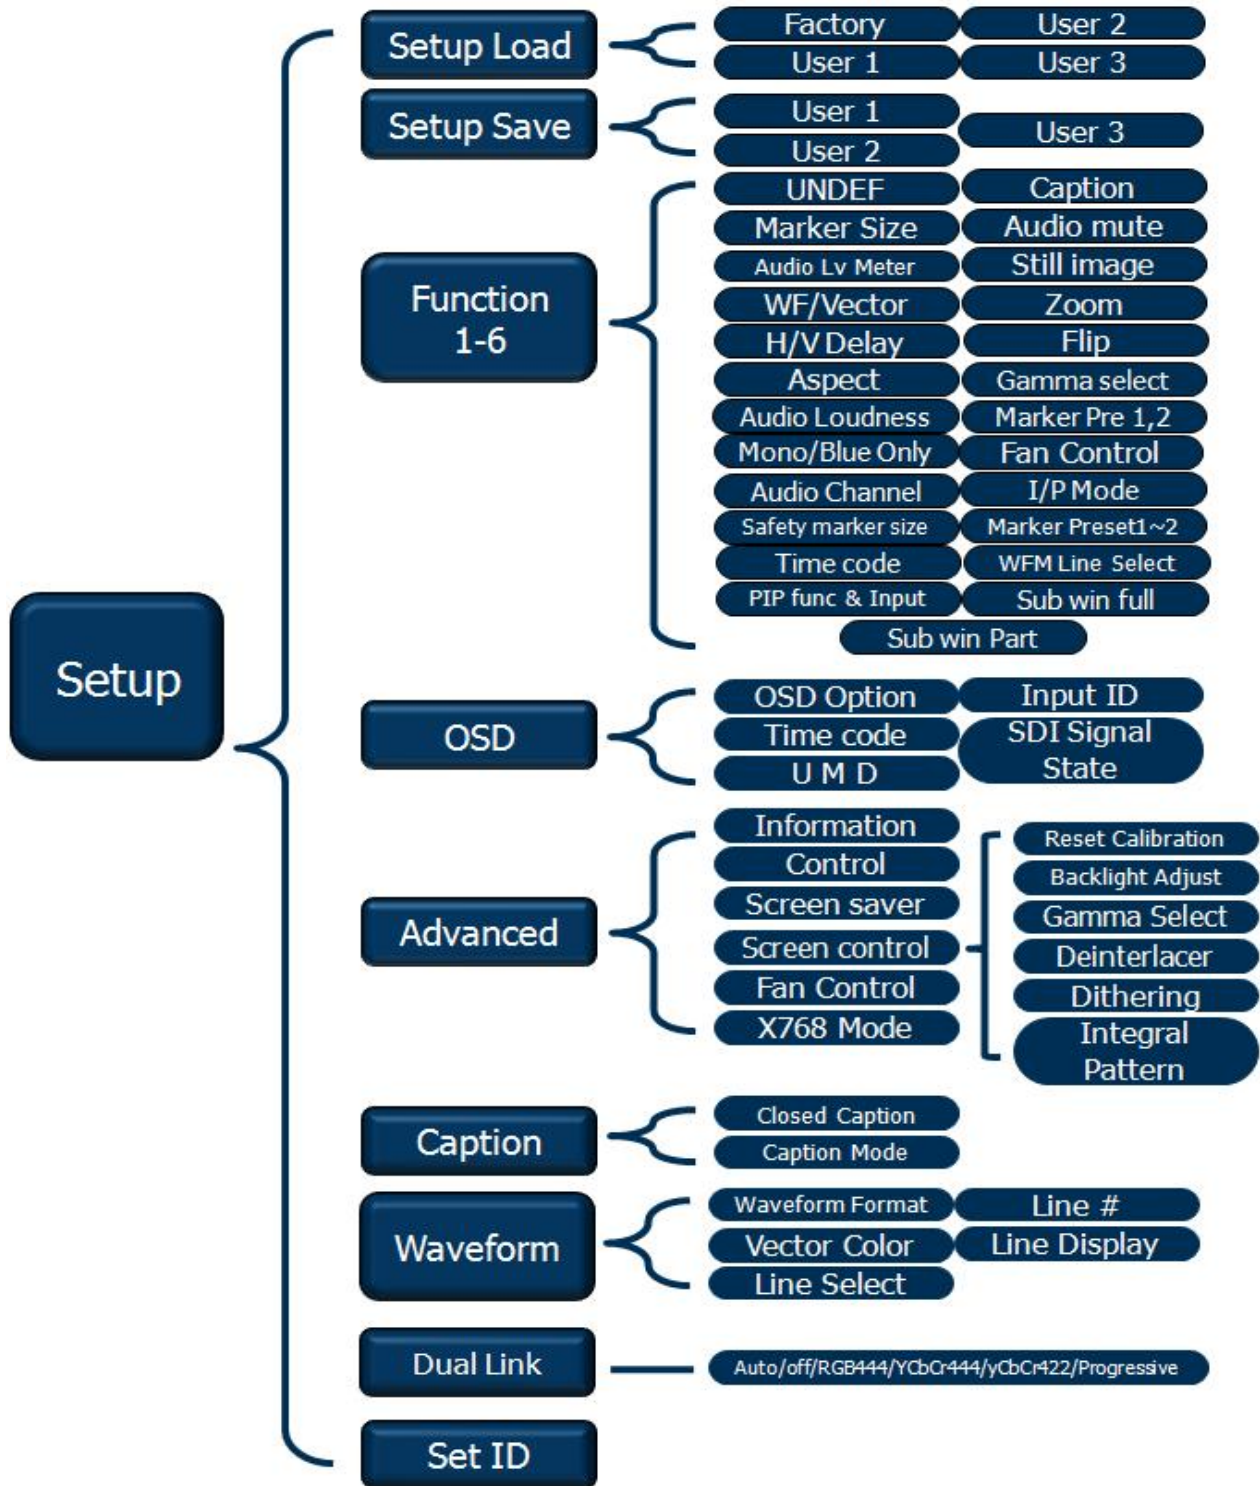 Setup
Setup Load
Factory
User 2
User 1
User 3
Setup Save
User 1
User 2
User 3
Function
1-6
UNDEF
Caption
Marker Size
Audio mute
Audio Lv Meter
Still image
WF/Vector
Zoom
H/V Delay
Flip
Aspect
Gamma select
Audio Loudness
Marker Pre 1,2
Mono/Blue Only
Fan Control
Audio Channel
I/P Mode
Safety marker size
Marker Preset1~2
Time code
WFM Line Select
PIP func & Input
Sub win full
Sub win Part
OSD
OSD Option
Input ID
Time code
SDI Signal
State
U M D
Advanced
Information
Control
Screen saver
Screen control
Fan Control
X768 Mode
Reset Calibration
Backlight Adjust
Gamma Select
Deinterlacer
Dithering
Integral
Pattern
Caption
Closed Caption
Caption Mode
Waveform
Waveform Format
Line #
Vector Color
Line Display
Line Select
Dual Link
Auto/off/RGB444/YCbCr444/yCbCr422/Progressive
Set ID